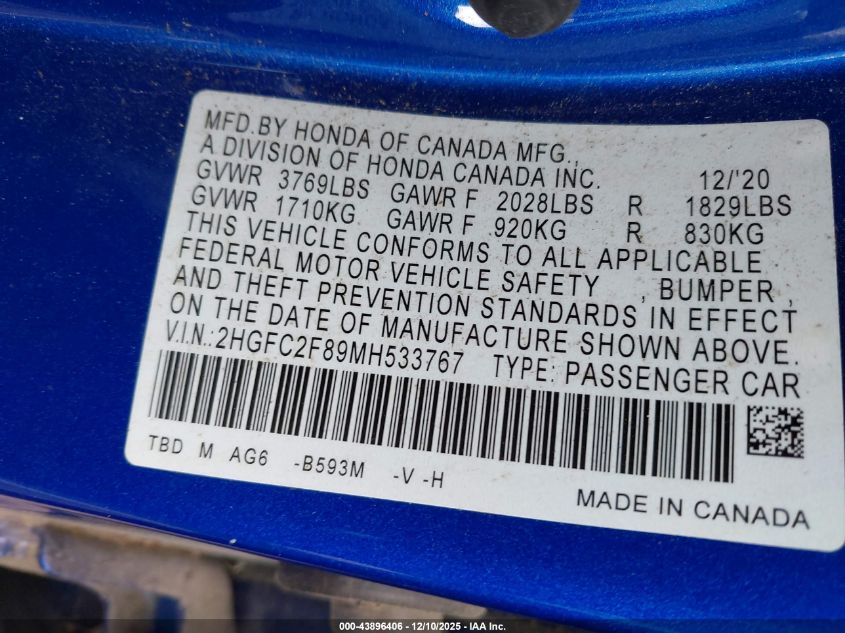 MFD.BY HONDA OF CANADA MFG.,
A DIVISION OF HONDA CANADA INC. 12/'20
GVWR 3769LBS GAWR F 2028LBS R 1829LBS
GVWR 1710KG GAWR F 920KG R 830KG
THIS VEHICLE CONFORMS TO ALL APPLICABLE
FEDERAL MOTOR VEHICLE SAFETY , BUMPER ,
AND THEFT PREVENTION STANDARDS IN EFFECT
ON THE DATE OF MANUFACTURE SHOWN ABOVE.
V.I.N.:2HGFC2F89MH533767 TYPE: PASSENGER CAR
TBD M AG6 -B593M -V -H
MADE IN CANADA
000-43896406 - 12/10/2025 - IAA Inc.